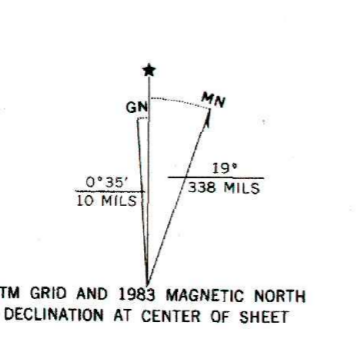 GN
MN
0°35′
10 MILS
19°
338 MILS
TM GRID AND 1983 MAGNETIC NORTH
DECLINATION AT CENTER OF SHEET